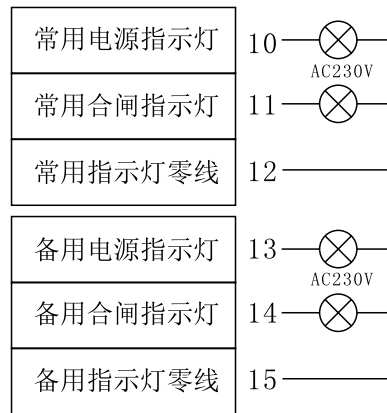 常用电源指示灯 10
AC230V
常用合闸指示灯 11
常用指示灯零线 12
备用电源指示灯 13
AC230V
备用合闸指示灯 14
备用指示灯零线 15